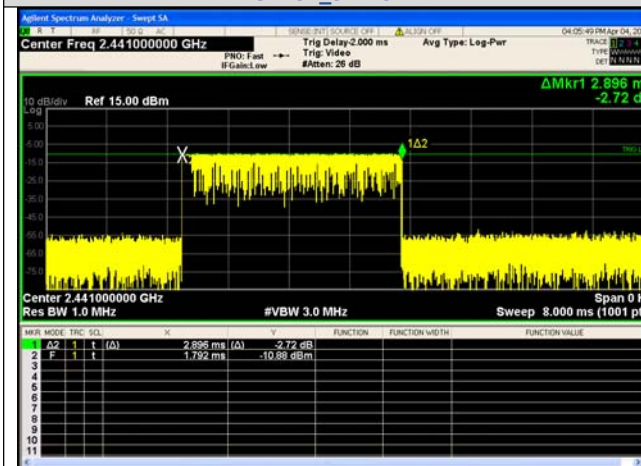 Agilent Spectrum Analyzer - Swept SA
R T RF 50 Ω AC SENSE:INT SOURCE OFF ALIGN OFF 04:05:49 PM Apr 04, 20
Center Freq 2.441000000 GHz
Trig Delay-2.000 ms Avg Type: Log-Pwr TRACE 1 2 3 4
PNO: Fast Trig: Video TYPE
IFGain:Low #Atten: 26 dB DET N N N N
ΔMkr1 2.896 m
-2.72 d
10 dB/div Ref 15.00 dBm
Log
5.00
-5.00 1Δ2
-15.0 TRIG L
-25.0
-35.0
-45.0
-55.0
-65.0
-75.0
Center 2.441000000 GHz Span 0 H
Res BW 1.0 MHz #VBW 3.0 MHz Sweep 8.000 ms (1001 pt
MKR MODE TRC SCL X Y FUNCTION FUNCTION WIDTH FUNCTION VALUE
1 Δ2 1 t (Δ) 2.896 ms (Δ) -2.72 dB
2 F 1 t 1.792 ms -10.88 dBm
3
4
5
6
7
8
9
10
11